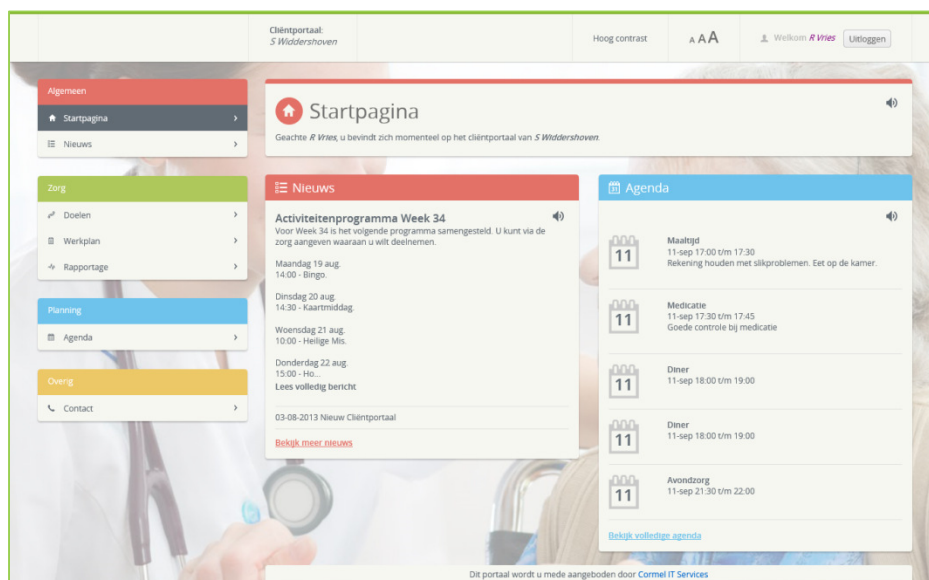 Cliëntportaal:
S Widdershoven
Hoog contrast
A A A
Welkom R Vries
Uitloggen
Algemeen
Startpagina
Nieuws
Zorg
Doelen
Werkplan
Rapportage
Planning
Agenda
Overig
Contact
Startpagina
Geachte R Vries, u bevindt zich momenteel op het cliëntportaal van S Widdershoven.
Nieuws
Activiteitenprogramma Week 34
Voor Week 34 is het volgende programma samengesteld. U kunt via de
zorg aangeven waaraan u wilt deelnemen.
Maandag 19 aug.
14:00 - Bingo.
Dinsdag 20 aug.
14:30 - Kaartmiddag.
Woensdag 21 aug.
10:00 - Heilige Mis.
Donderdag 22 aug.
15:00 - Ho...
Lees volledig bericht
03-08-2013 Nieuw Cliëntportaal
Bekijk meer nieuws
Agenda
11
Maaltijd
11-sep 17:00 t/m 17:30
Rekening houden met slikproblemen. Eet op de kamer.
11
Medicatie
11-sep 17:30 t/m 17:45
Goede controle bij medicatie
11
Diner
11-sep 18:00 t/m 19:00
11
Diner
11-sep 18:00 t/m 19:00
11
Avondzorg
11-sep 21:30 t/m 22:00
Bekijk volledige agenda
Dit portaal wordt u mede aangeboden door Cormel IT Services